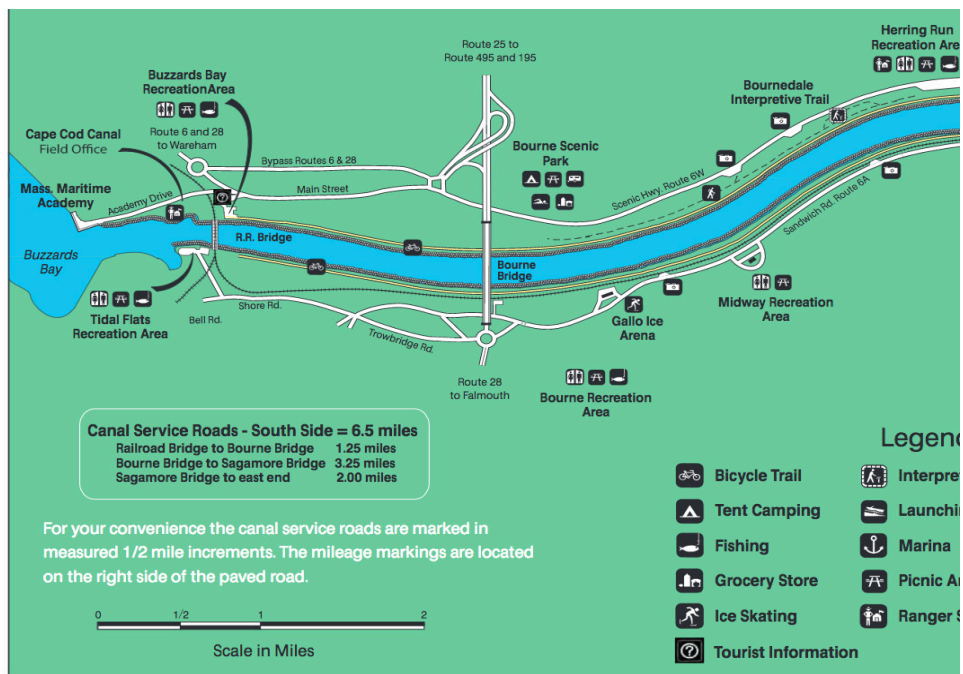 Herring Run
Recreation Are
Route 25 to
Route 495 and 195
Buzzards Bay
RecreationArea
Bournedale
Interpretive Trail
Cape Cod Canal
Field Office
Route 6 and 28
to Wareham
Bypass Routes 6 & 28
Bourne Scenic
Park
Main Street
Scenic Hwy. Route 6W
Mass. Maritime
Academy
Academy Drive
Sandwich Rd. Route 6A
R.R. Bridge
Buzzards
Bay
Bourne
Bridge
Tidal Flats
Recreation Area
Bell Rd.
Shore Rd.
Trowbridge Rd.
Gallo Ice
Arena
Midway Recreation
Area
Route 28
to Falmouth
Bourne Recreation
Area
Canal Service Roads - South Side = 6.5 miles
Railroad Bridge to Bourne Bridge 1.25 miles
Bourne Bridge to Sagamore Bridge 3.25 miles
Sagamore Bridge to east end 2.00 miles
For your convenience the canal service roads are marked in
measured 1/2 mile increments. The mileage markings are located
on the right side of the paved road.
0 1/2 1 2
Scale in Miles
Legend
Bicycle Trail
Tent Camping
Fishing
Grocery Store
Ice Skating
Tourist Information
Interpret
Launchin
Marina
Picnic Ar
Ranger S